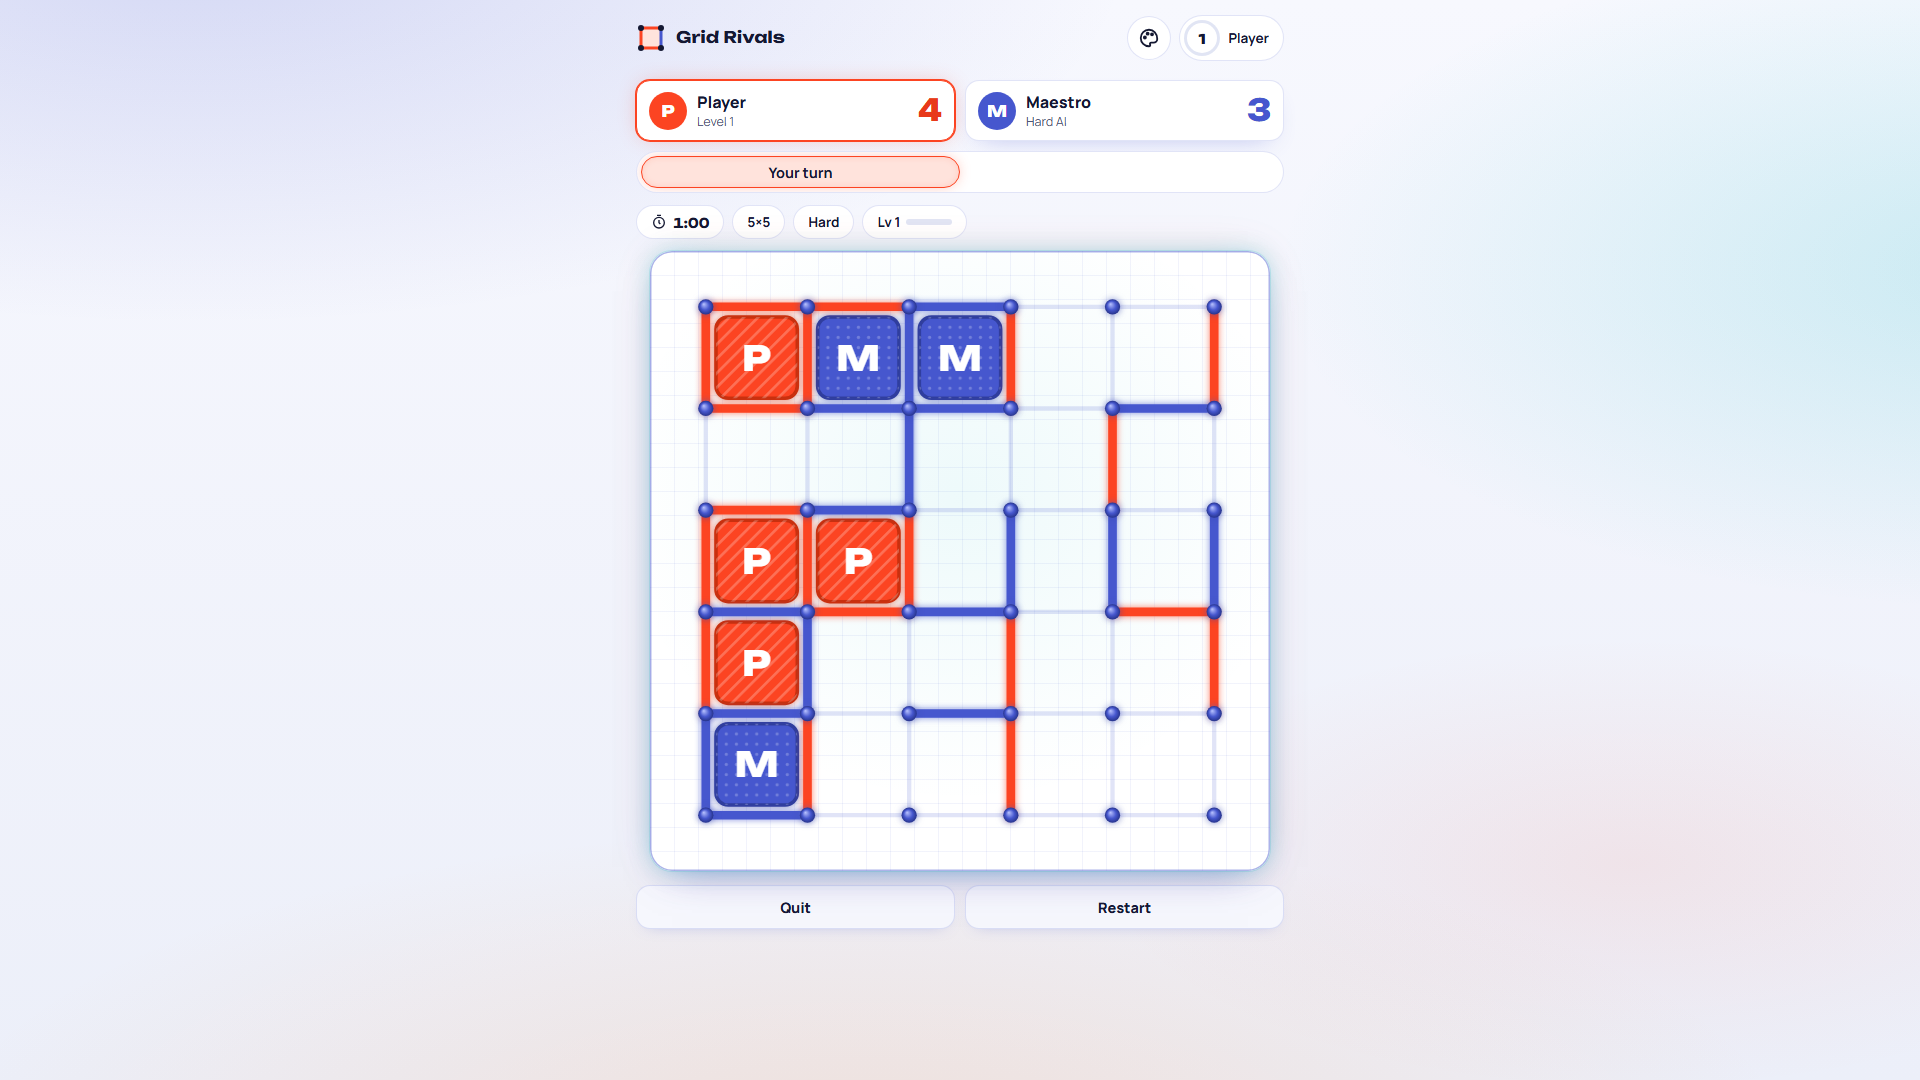 Grid Rivals
1 Player
P Player Level 1 4
M Maestro Hard AI 3
Your turn
1:00 5×5 Hard Lv 1
P M M
P P
P
M
Quit Restart